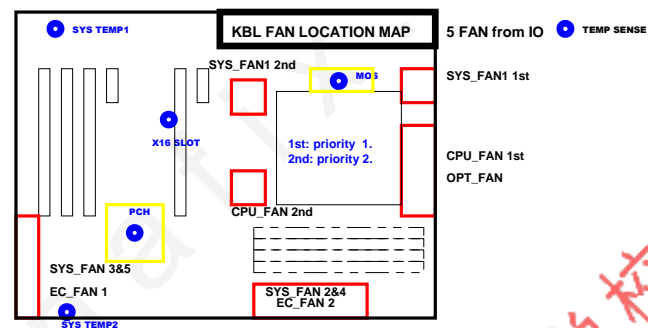 SYS TEMP1
KBL FAN LOCATION MAP
5 FAN from IO
TEMP SENSE
SYS_FAN1 2nd
MOS
SYS_FAN1 1st
X16 SLOT
1st: priority 1.
2nd: priority 2.
CPU_FAN 1st
OPT_FAN
PCH
CPU_FAN 2nd
SYS_FAN 3&5
EC_FAN 1
SYS_FAN 2&4
EC_FAN 2
SYS TEMP2